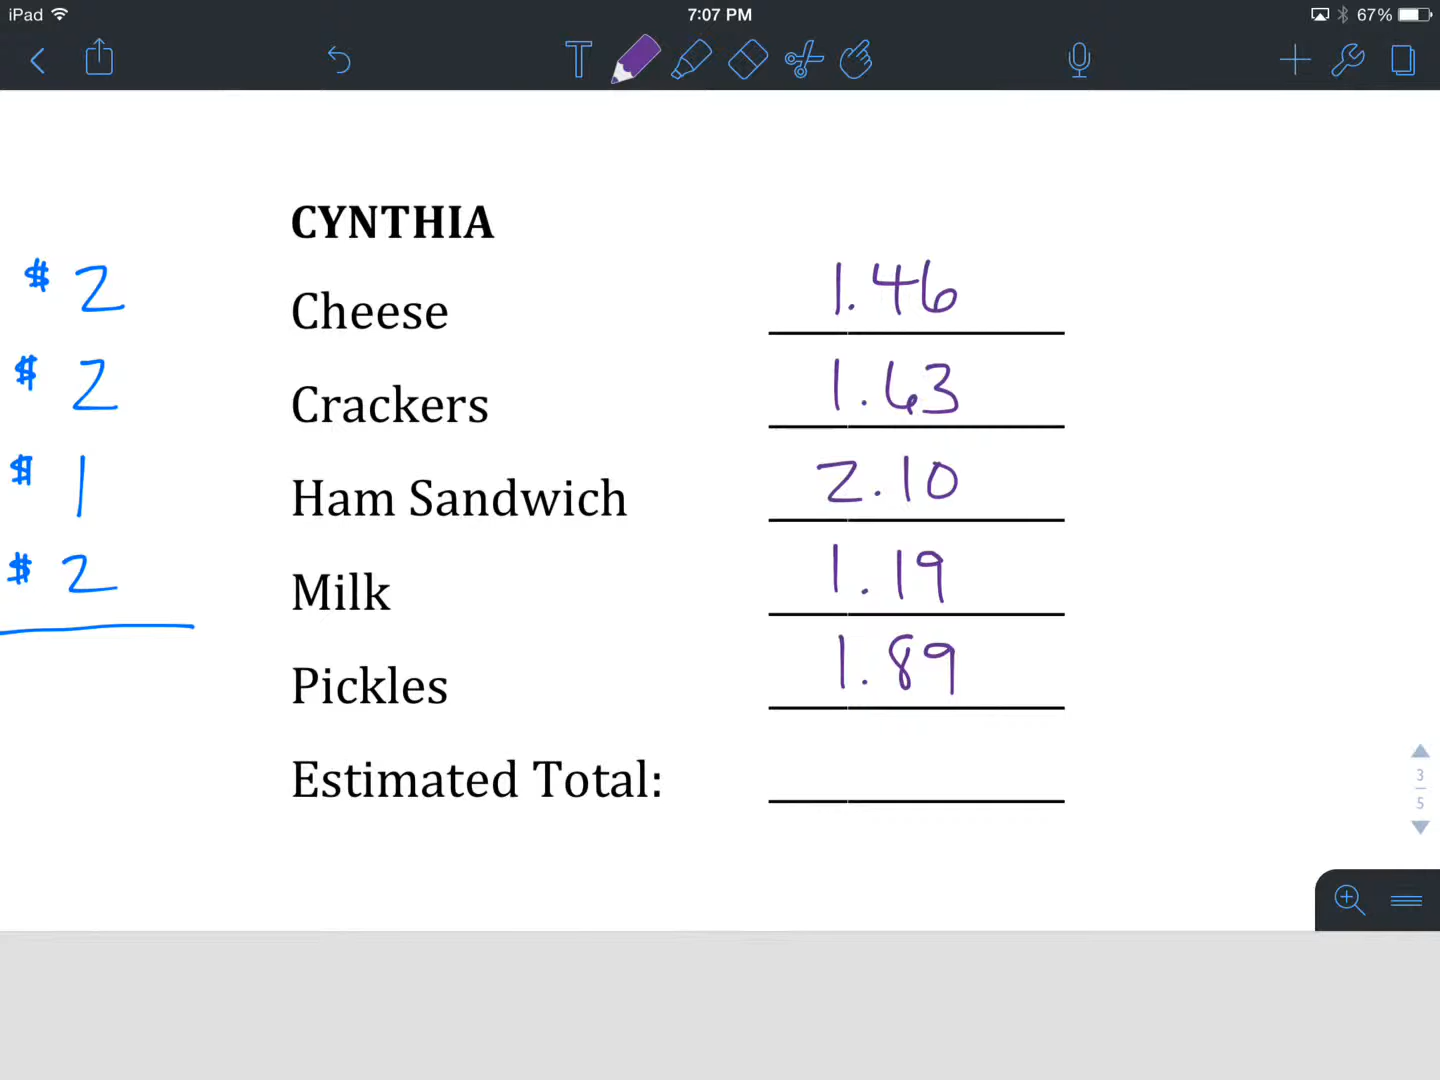 iPad 7:07 PM 67%
T
CYNTHIA
$ 2
Cheese 1.46
$ 2
Crackers 1.63
$ 1
Ham Sandwich 2.10
$ 2
Milk 1.19
Pickles 1.89
Estimated Total:
3
5